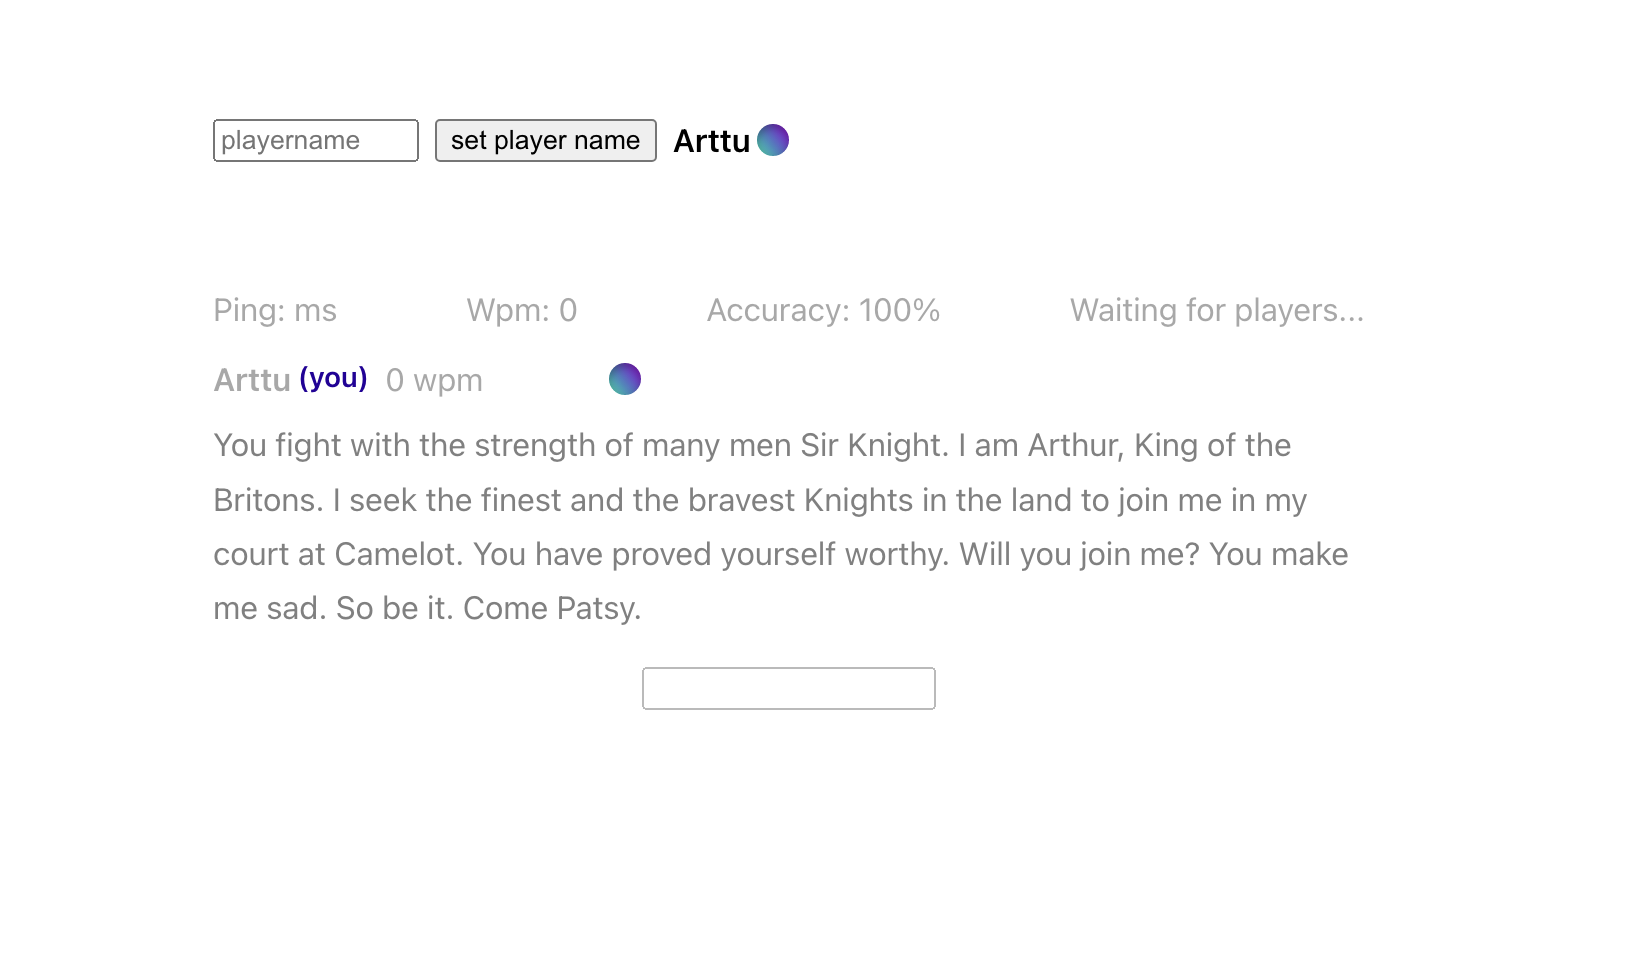 playername set player name Arttu
Ping: ms Wpm: 0 Accuracy: 100% Waiting for players...
Arttu (you) 0 wpm
You fight with the strength of many men Sir Knight. I am Arthur, King of the
Britons. I seek the finest and the bravest Knights in the land to join me in my
court at Camelot. You have proved yourself worthy. Will you join me? You make
me sad. So be it. Come Patsy.